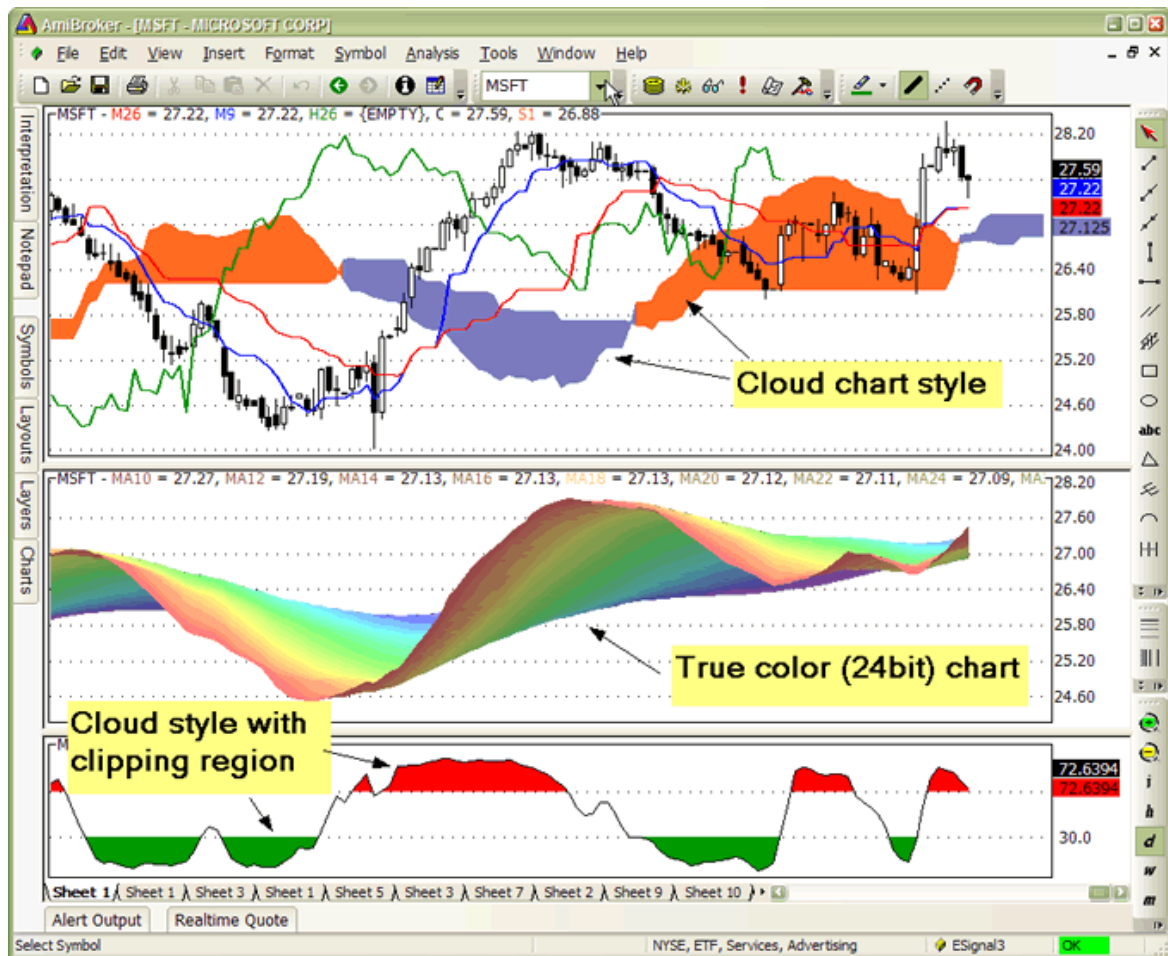 AmiBroker - [MSFT - MICROSOFT CORP]
File Edit View Insert Format Symbol Analysis Tools Window Help
MSFT
Interpretation
Notepad
Symbols
Layouts
Layers
Charts
MSFT - M26 = 27.22, M9 = 27.22, H26 = {EMPTY}, C = 27.59, S1 = 26.88
28.20
27.59
27.22
27.22
27.125
26.40
25.80
25.20
24.60
24.00
Cloud chart style
MSFT - MA10 = 27.27, MA12 = 27.19, MA14 = 27.13, MA16 = 27.13, MA18 = 27.13, MA20 = 27.12, MA22 = 27.11, MA24 = 27.09, MA
28.20
27.60
27.00
26.40
25.80
25.20
24.60
True color (24bit) chart
Cloud style with
clipping region
72.6394
72.6394
30.0
abc
i
h
d
w
m
Sheet 1 Sheet 1 Sheet 3 Sheet 1 Sheet 5 Sheet 3 Sheet 7 Sheet 2 Sheet 9 Sheet 10
Alert Output Realtime Quote
Select Symbol NYSE, ETF, Services, Advertising ESignal3 OK